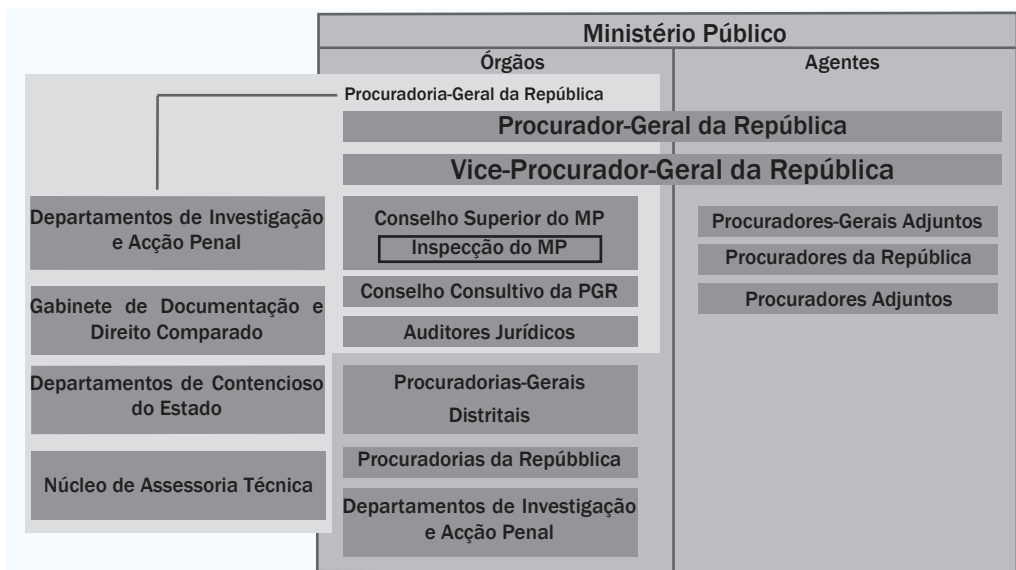 Ministério Público
Órgãos
Agentes
Procuradoria-Geral da República
Procurador-Geral da República
Vice-Procurador-Geral da República
Departamentos de Investigação
e Acção Penal
Gabinete de Documentação e
Direito Comparado
Departamentos de Contencioso
do Estado
Núcleo de Assessoria Técnica
Conselho Superior do MP
Inspecção do MP
Conselho Consultivo da PGR
Auditores Jurídicos
Procuradorias-Gerais
Distritais
Procuradorias da Repúbblica
Departamentos de Investigação
e Acção Penal
Procuradores-Gerais Adjuntos
Procuradores da República
Procuradores Adjuntos